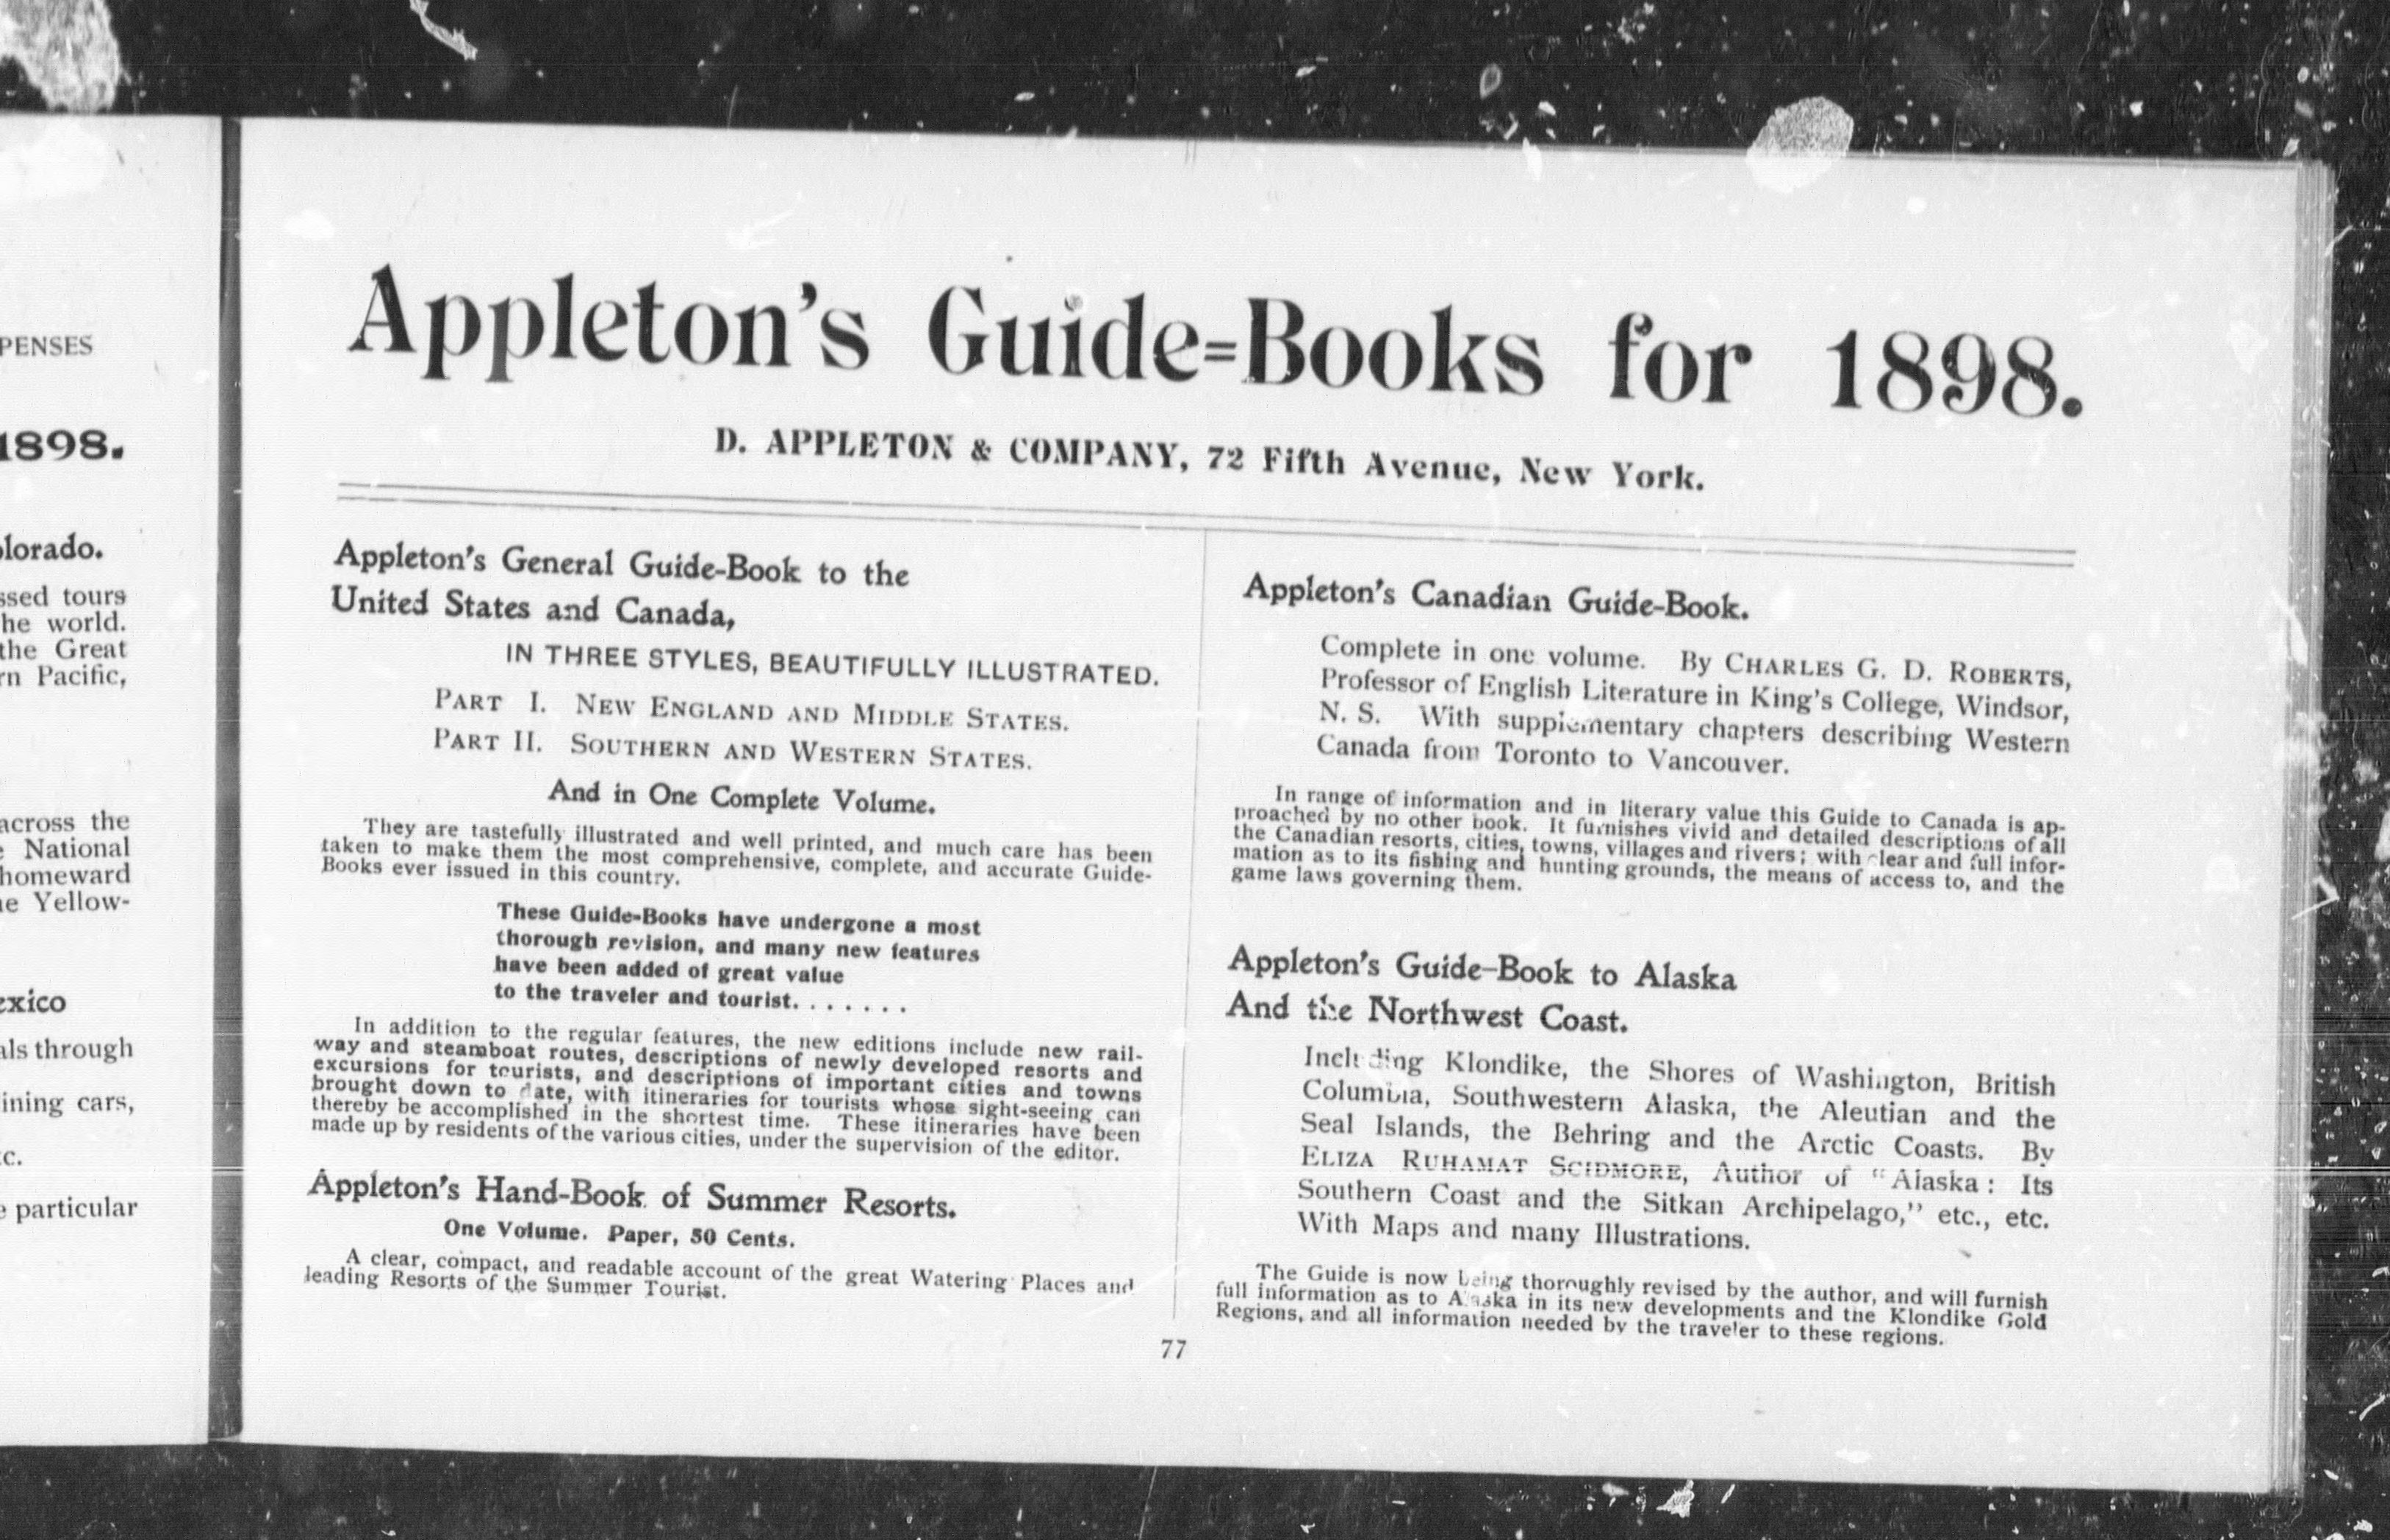 PENSES
1898.
lorado.
ssed tours
he world.
the Great
rn Pacific,
across the
e National
homeward
e Yellow-
exico
als through
ining cars,
tc.
e particular
Appleton's Guide=Books for 1898.
D. APPLETON & COMPANY, 72 Fifth Avenue, New York.
Appleton's General Guide-Book to the
United States and Canada,
IN THREE STYLES, BEAUTIFULLY ILLUSTRATED.
PART I. NEW ENGLAND AND MIDDLE STATES.
PART II. SOUTHERN AND WESTERN STATES.
And in One Complete Volume.
They are tastefully illustrated and well printed, and much care has been
taken to make them the most comprehensive, complete, and accurate Guide-
Books ever issued in this country.
These Guide-Books have undergone a most
thorough revision, and many new features
have been added of great value
to the traveler and tourist. . . . . . .
In addition to the regular features, the new editions include new rail-
way and steamboat routes, descriptions of newly developed resorts and
excursions for tourists, and descriptions of important cities and towns
brought down to date, with itineraries for tourists whose sight-seeing can
thereby be accomplished in the shortest time. These itineraries have been
made up by residents of the various cities, under the supervision of the editor.
Appleton's Hand-Book of Summer Resorts.
One Volume. Paper, 50 Cents.
A clear, compact, and readable account of the great Watering Places and
leading Resorts of the Summer Tourist.
Appleton's Canadian Guide-Book.
Complete in one volume. By CHARLES G. D. ROBERTS,
Professor of English Literature in King's College, Windsor,
N. S. With supplementary chapters describing Western
Canada from Toronto to Vancouver.
In range of information and in literary value this Guide to Canada is ap-
proached by no other book. It furnishes vivid and detailed descriptions of all
the Canadian resorts, cities, towns, villages and rivers; with clear and full infor-
mation as to its fishing and hunting grounds, the means of access to, and the
game laws governing them.
Appleton's Guide-Book to Alaska
And the Northwest Coast.
Including Klondike, the Shores of Washington, British
Columbia, Southwestern Alaska, the Aleutian and the
Seal Islands, the Behring and the Arctic Coasts. By
ELIZA RUHAMAT SCIDMORE, Author of "Alaska: Its
Southern Coast and the Sitkan Archipelago," etc., etc.
With Maps and many Illustrations.
The Guide is now being thoroughly revised by the author, and will furnish
full information as to Alaska in its new developments and the Klondike Gold
Regions, and all information needed by the traveler to these regions.
77